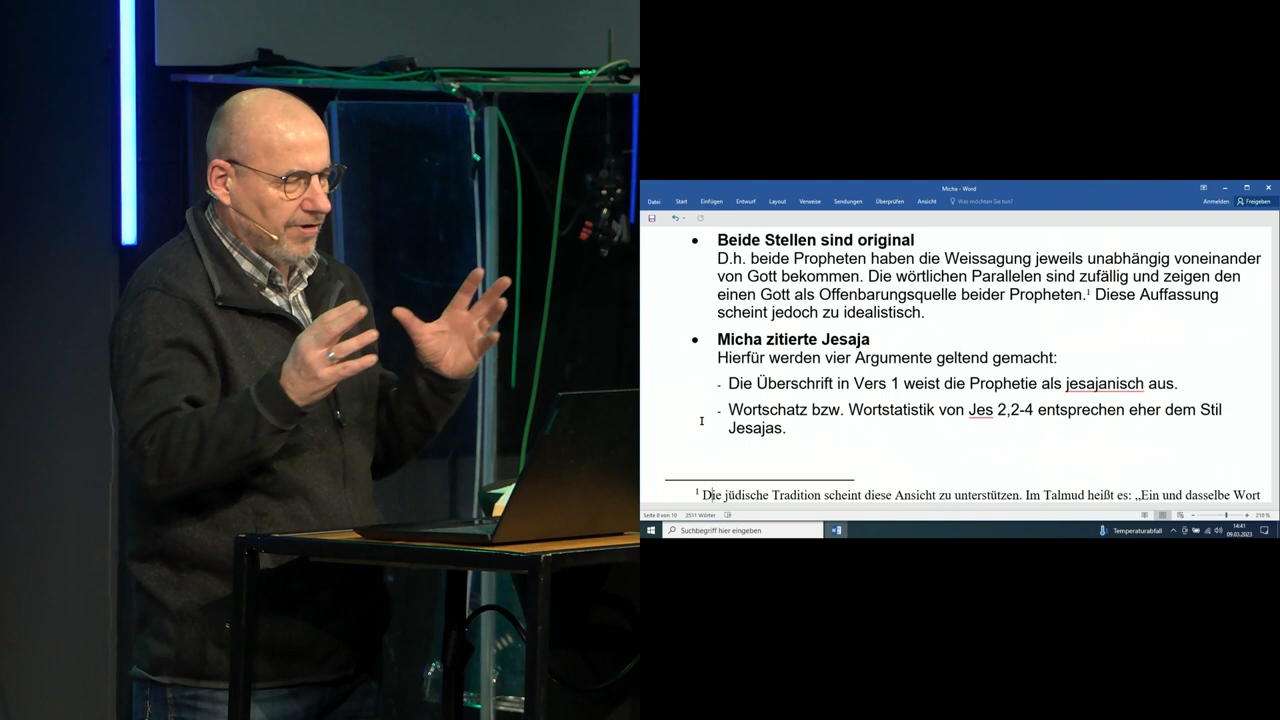 Micha - Word
Datei Start Einfügen Entwurf Layout Verweise Sendungen Überprüfen Ansicht Was möchten Sie tun? Anmelden Freigeben
• Beide Stellen sind original
D.h. beide Propheten haben die Weissagung jeweils unabhängig voneinander
von Gott bekommen. Die wörtlichen Parallelen sind zufällig und zeigen den
einen Gott als Offenbarungsquelle beider Propheten.¹ Diese Auffassung
scheint jedoch zu idealistisch.
• Micha zitierte Jesaja
Hierfür werden vier Argumente geltend gemacht:
- Die Überschrift in Vers 1 weist die Prophetie als jesajanisch aus.
- Wortschatz bzw. Wortstatistik von Jes 2,2-4 entsprechen eher dem Stil
Jesajas.
¹ Die jüdische Tradition scheint diese Ansicht zu unterstützen. Im Talmud heißt es: „Ein und dasselbe Wort
Seite 8 von 10 2511 Wörter 210 %
Suchbegriff hier eingeben Temperaturabfall 14:41
09.03.2023